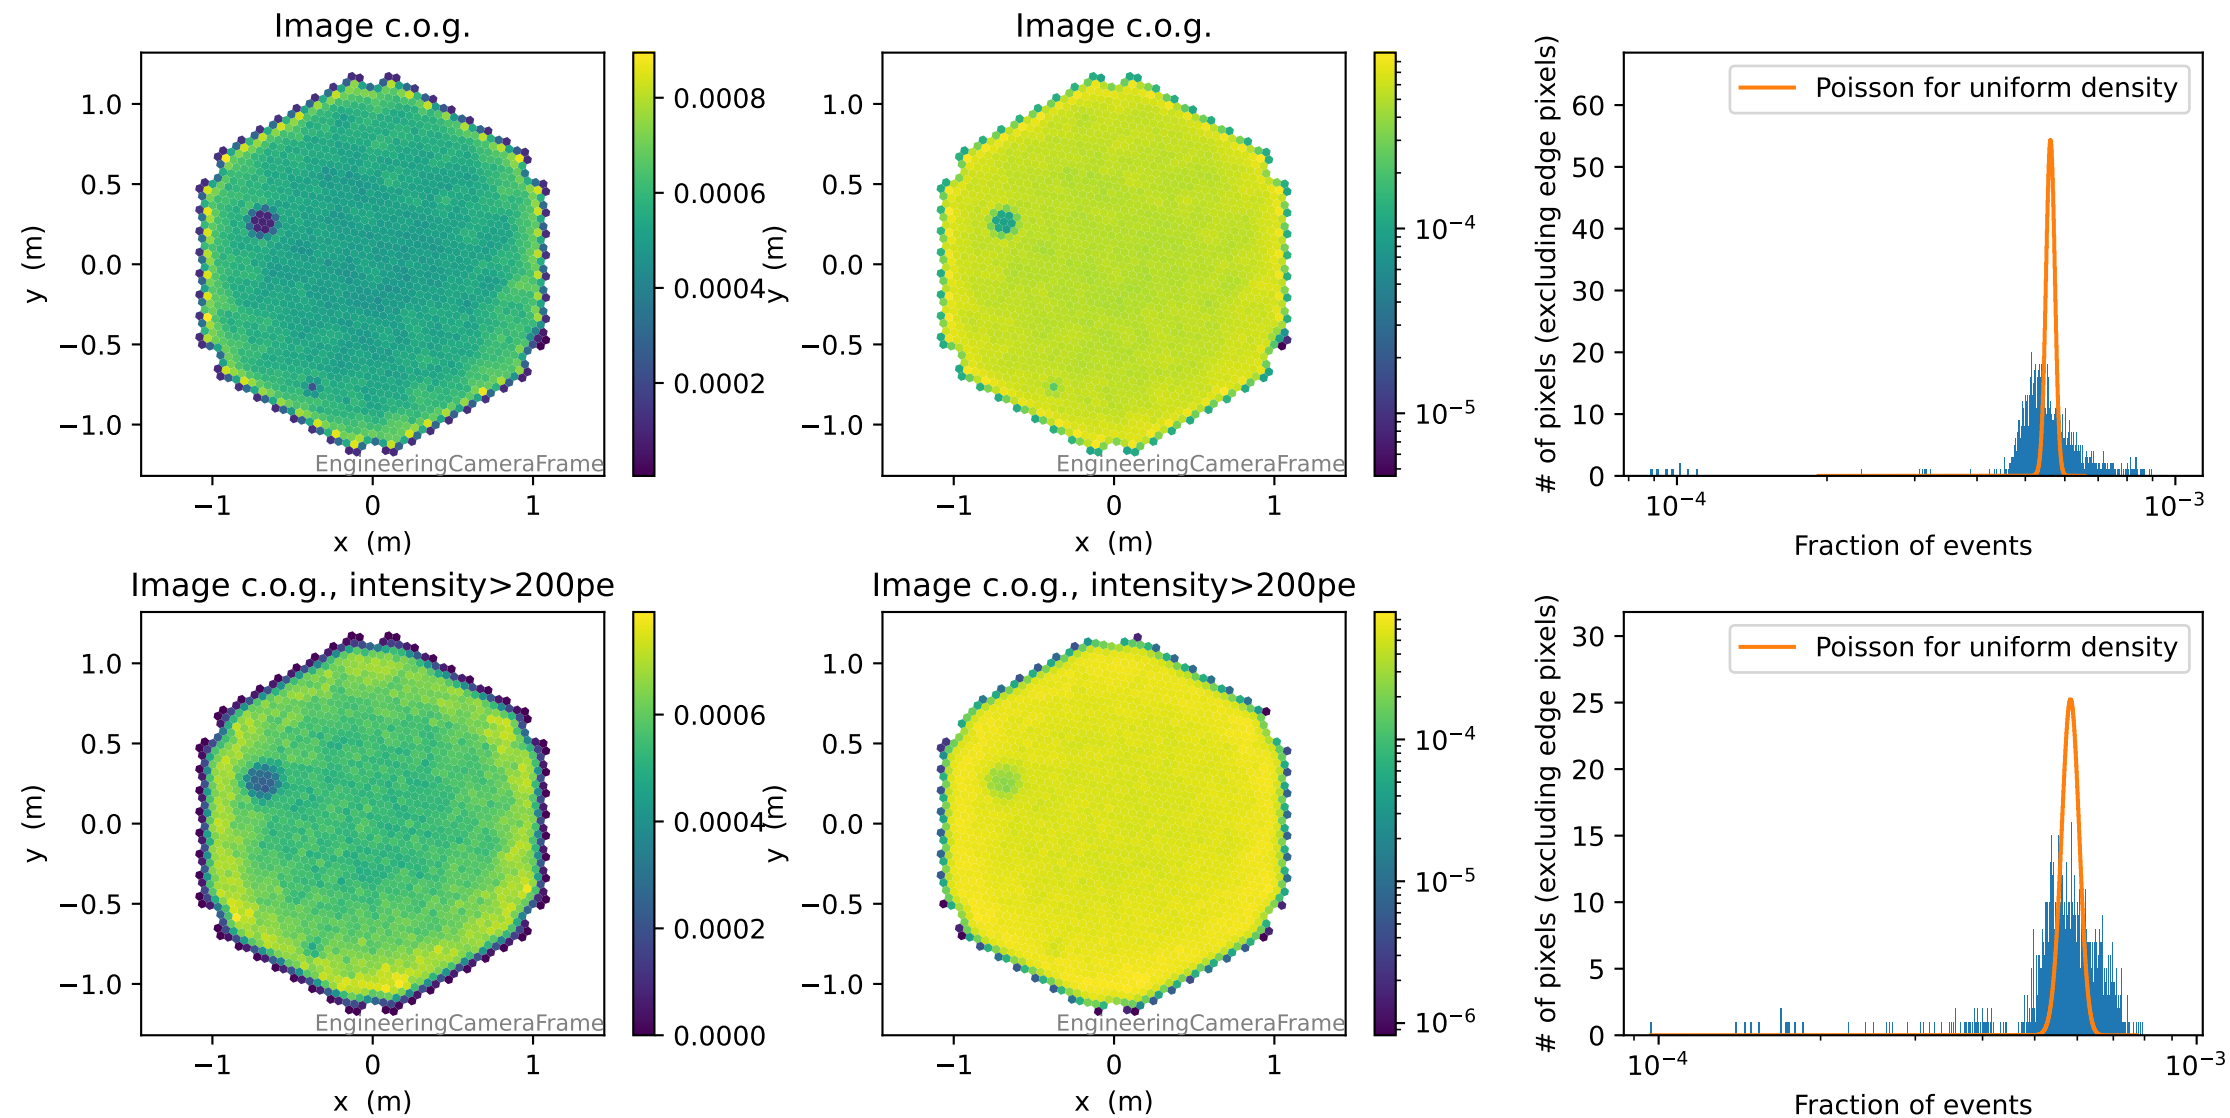 Image c.o.g.
1.0
0.5
0.0
−0.5
−1.0
y (m)
−1
0
1
x (m)
EngineeringCameraFrame
0.0008
0.0006
0.0004
0.0002
Image c.o.g.
1.0
0.5
0.0
−0.5
−1.0
y (m)
−1
0
1
x (m)
EngineeringCameraFrame
10⁻⁴
10⁻⁵
# of pixels (excluding edge pixels)
60
50
40
30
20
10
0
Poisson for uniform density
10⁻⁴
10⁻³
Fraction of events
Image c.o.g., intensity>200pe
1.0
0.5
0.0
−0.5
−1.0
y (m)
−1
0
1
x (m)
EngineeringCameraFrame
0.0006
0.0004
0.0002
0.0000
Image c.o.g., intensity>200pe
1.0
0.5
0.0
−0.5
−1.0
y (m)
−1
0
1
x (m)
EngineeringCameraFrame
10⁻⁴
10⁻⁵
10⁻⁶
# of pixels (excluding edge pixels)
30
25
20
15
10
5
0
Poisson for uniform density
10⁻⁴
10⁻³
Fraction of events